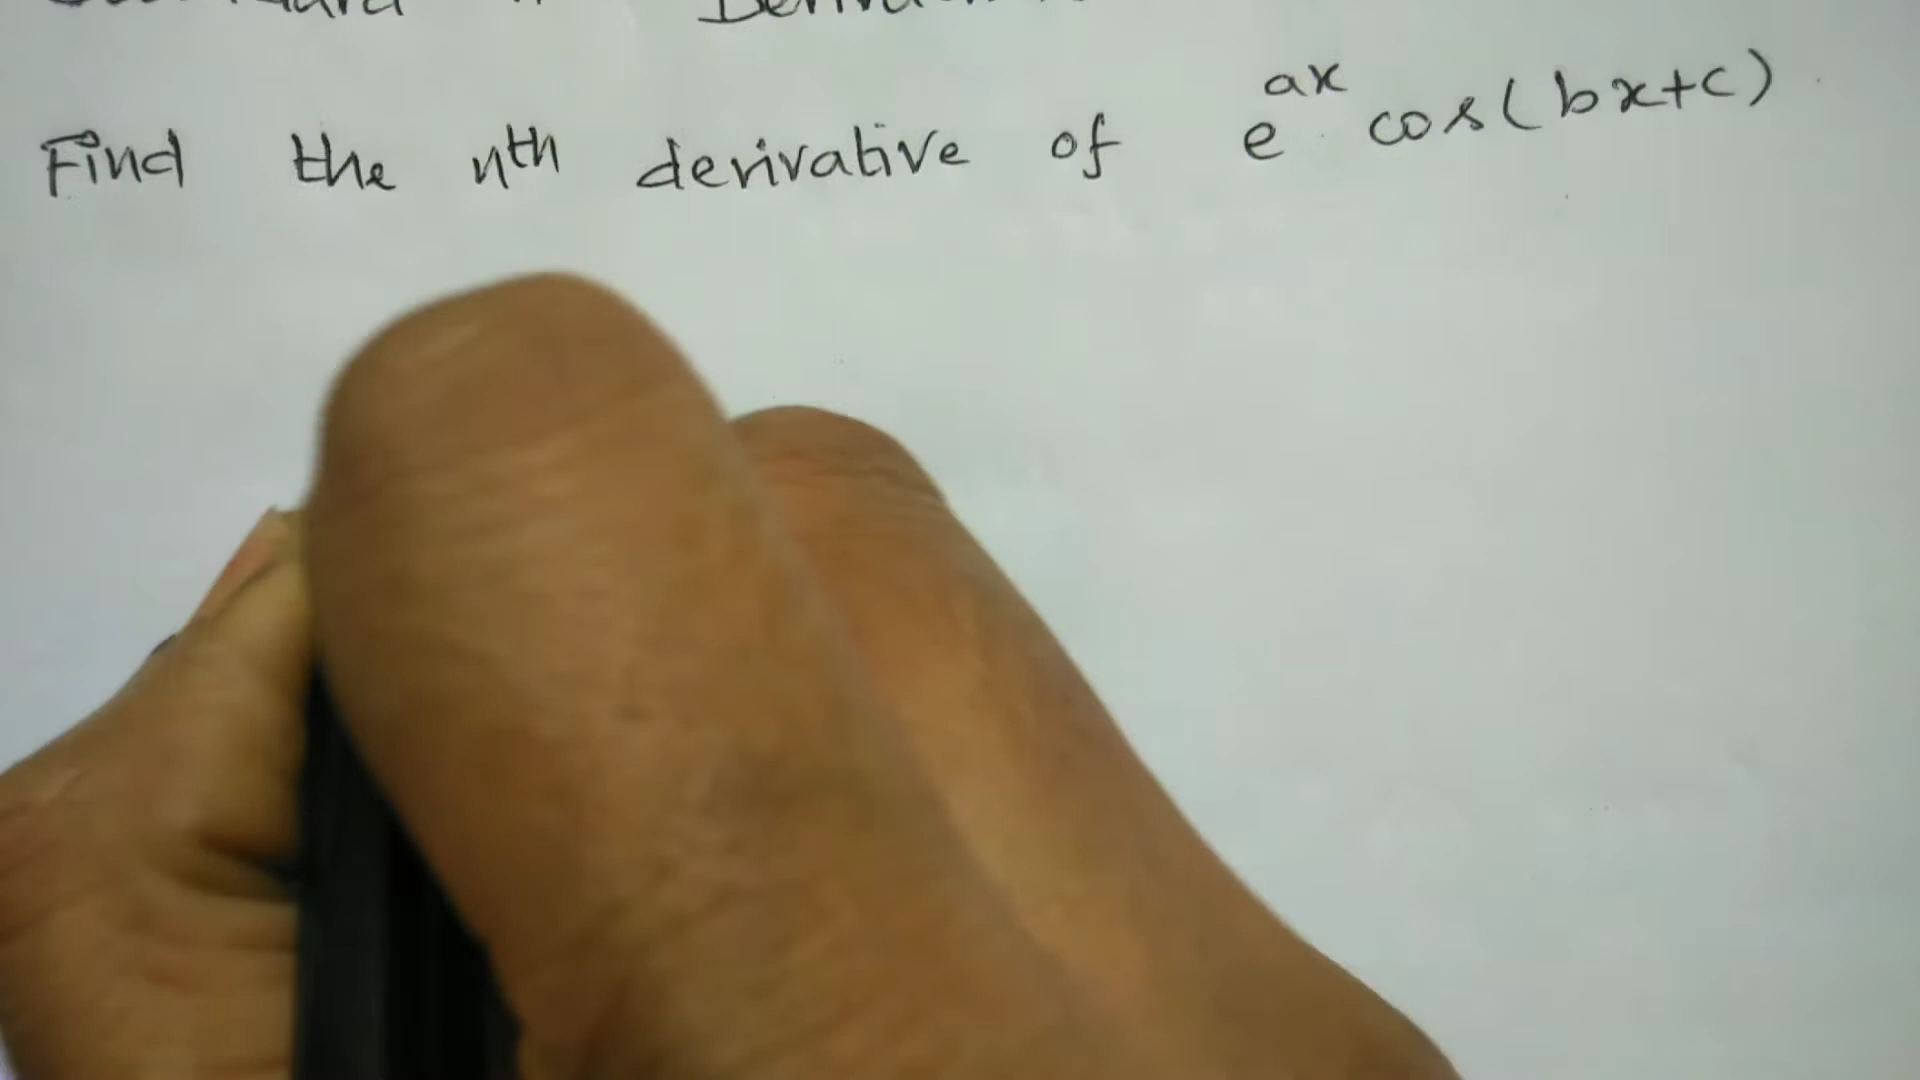 Find the nth derivative of e^ax cos(bx+c)